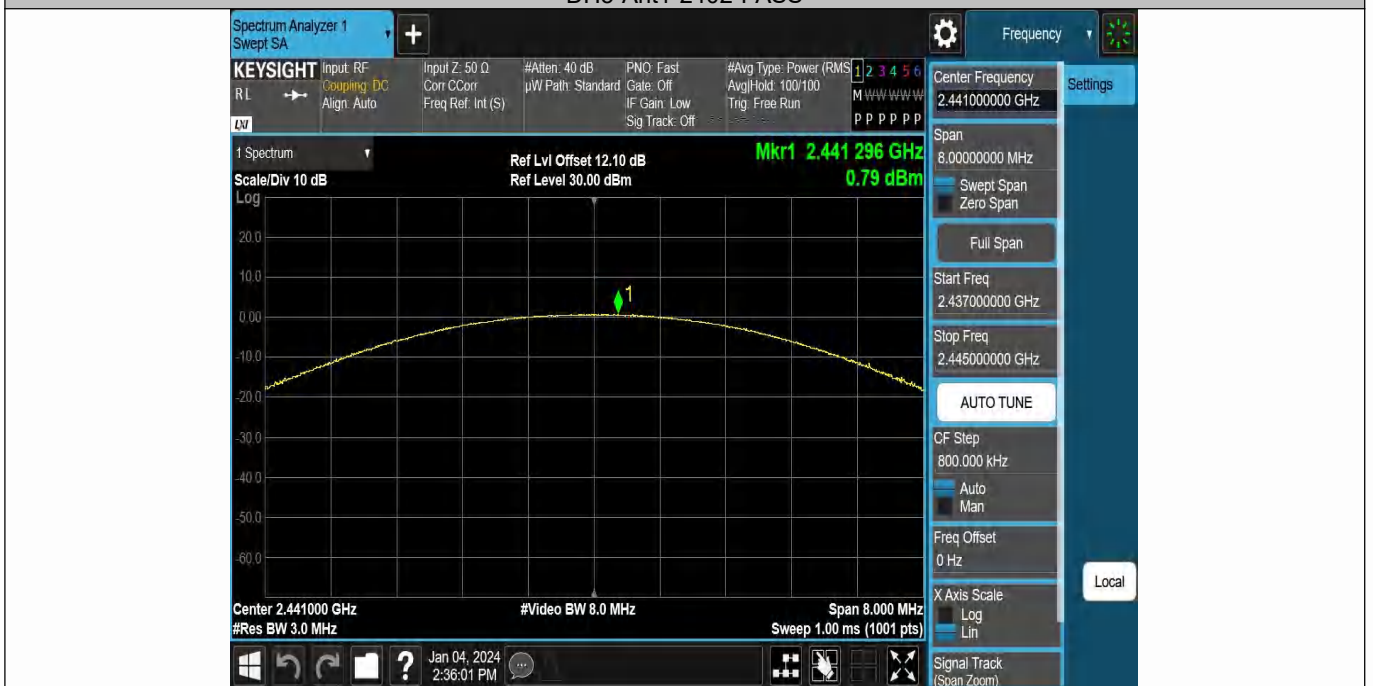 Spectrum Analyzer 1
Swept SA
+
Frequency
KEYSIGHT
RL
LXI
Input: RF
Coupling: DC
Align: Auto
Input Z: 50 Ω
Corr CCorr
Freq Ref: Int (S)
#Atten: 40 dB
µW Path: Standard
PNO: Fast
Gate: Off
IF Gain: Low
Sig Track: Off
#Avg Type: Power (RMS
Avg|Hold: 100/100
Trig: Free Run
1 2 3 4 5 6
M W W W W W
P P P P P P
Center Frequency
2.441000000 GHz
Settings
Span
8.00000000 MHz
Swept Span
Zero Span
Full Span
Start Freq
2.437000000 GHz
Stop Freq
2.445000000 GHz
AUTO TUNE
CF Step
800.000 kHz
Auto
Man
Freq Offset
0 Hz
X Axis Scale
Log
Lin
Local
Signal Track
(Span Zoom)
1 Spectrum
Scale/Div 10 dB
Log
Ref Lvl Offset 12.10 dB
Ref Level 30.00 dBm
Mkr1 2.441 296 GHz
0.79 dBm
20.0
10.0
1
0.00
-10.0
-20.0
-30.0
-40.0
-50.0
-60.0
Center 2.441000 GHz
#Res BW 3.0 MHz
#Video BW 8.0 MHz
Span 8.000 MHz
Sweep 1.00 ms (1001 pts)
?
Jan 04, 2024
2:36:01 PM